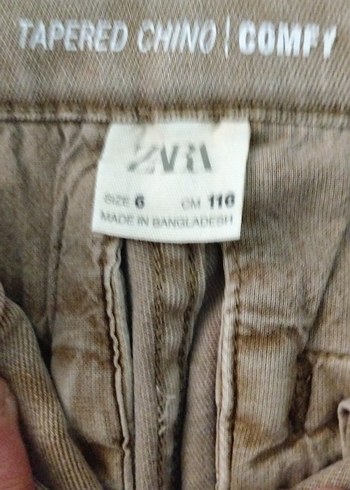 TAPERED CHINO | COMFY
ZARA
SIZE 6 CM 116
MADE IN BANGLADESH